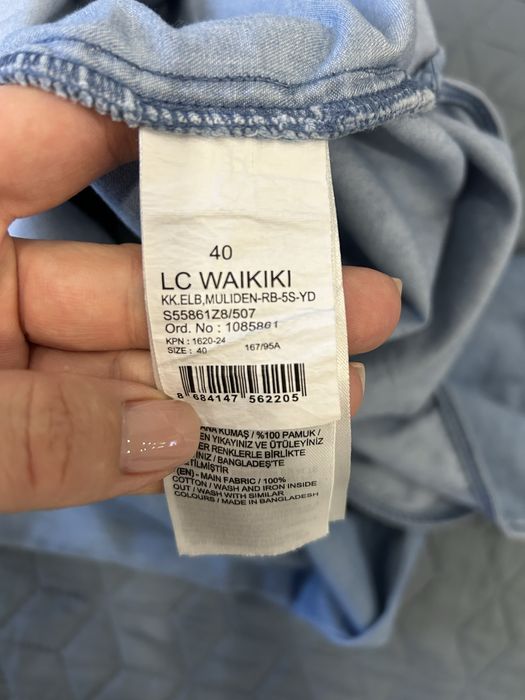 40
LC WAIKIKI
KK.ELB,MULIDEN-RB-5S-YD
S55861Z8/507
Ord. No : 1085861
KPN : 1620-24
SIZE : 40 167/95A
8 684147 562205
ANA KUMAŞ / %100 PAMUK /
EN YIKAYINIZ VE ÜTÜLEYİNİZ
ER RENKLERLE BİRLİKTE
/ BANGLADEŞ'TE
(EN) - MAIN FABRIC / 100%
COTTON / WASH AND IRON INSIDE
OUT / WASH WITH SIMILAR
COLOURS / MADE IN BANGLADESH